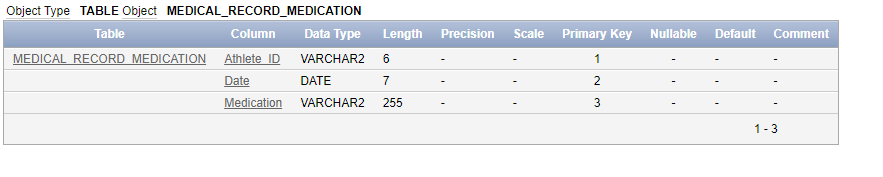 Object Type TABLE Object MEDICAL_RECORD_MEDICATION
Table Column Data Type Length Precision Scale Primary Key Nullable Default Comment
MEDICAL_RECORD_MEDICATION Athlete_ID VARCHAR2 6 - - 1 - - -
Date DATE 7 - - 2 - - -
Medication VARCHAR2 255 - - 3 - - -
1 - 3